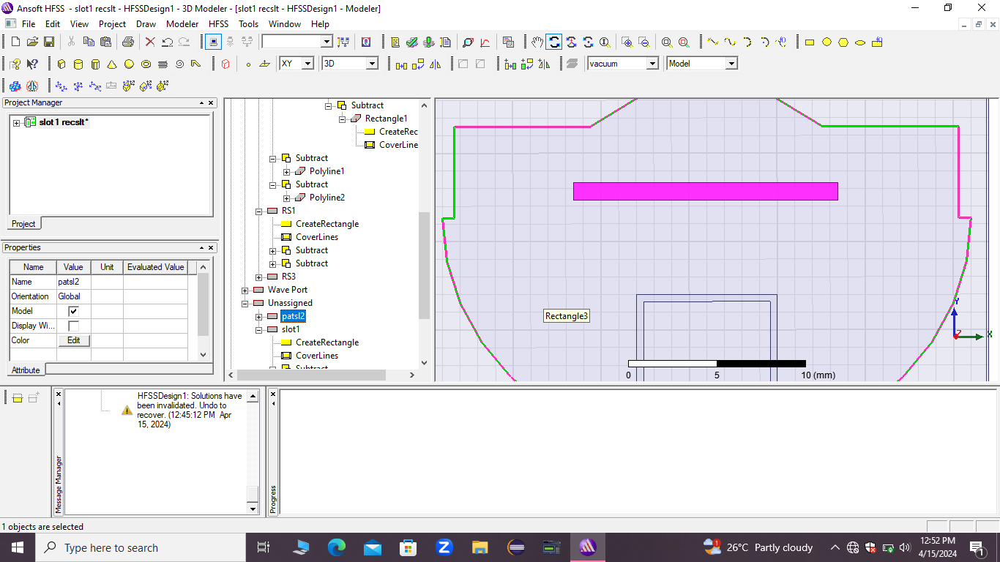 Ansoft HFSS - slot1 recslt - HFSSDesign1 - 3D Modeler - [slot1 recslt - HFSSDesign1 - Modeler]
File Edit View Project Draw Modeler HFSS Tools Window Help
XY 3D vacuum Model
Project Manager
slot1 recslt*
Project
Properties
Name Value Unit Evaluated Value
Name patsl2
Orientation Global
Model
Display Wi...
Color Edit
Attribute
Subtract
Rectangle1
CreateRec
CoverLine
Subtract
Polyline1
Subtract
Polyline2
RS1
CreateRectangle
CoverLines
Subtract
Subtract
RS3
Wave Port
Unassigned
patsl2
slot1
CreateRectangle
CoverLines
Subtract
Rectangle3
Y
Z
X
0 5 10 (mm)
Message Manager
HFSSDesign1: Solutions have
been invalidated. Undo to
recover. (12:45:12 PM Apr
15, 2024)
Progress
1 objects are selected
Type here to search
Z
1
26°C Partly cloudy
12:52 PM
4/15/2024
1